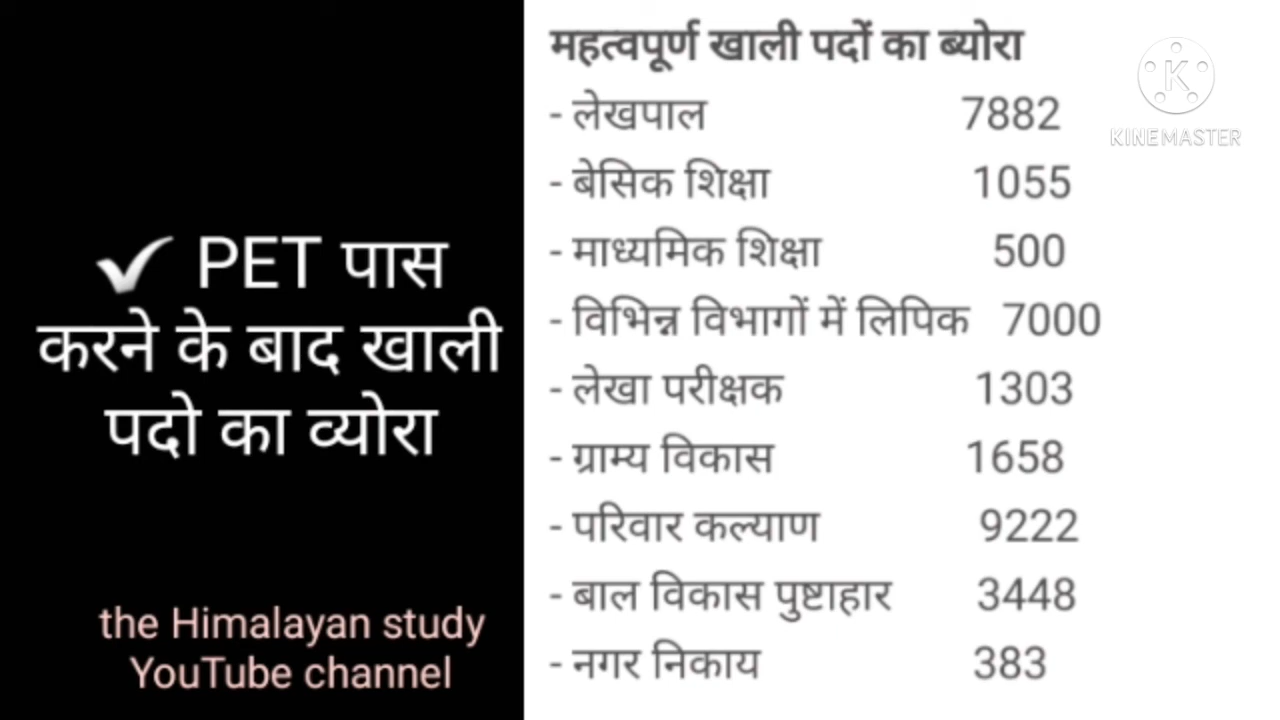 ✓ PET पास
करने के बाद खाली
पदो का व्योरा
the Himalayan study
YouTube channel
महत्वपूर्ण खाली पदों का ब्योरा
- लेखपाल 7882
- बेसिक शिक्षा 1055
- माध्यमिक शिक्षा 500
- विभिन्न विभागों में लिपिक 7000
- लेखा परीक्षक 1303
- ग्राम्य विकास 1658
- परिवार कल्याण 9222
- बाल विकास पुष्टाहार 3448
- नगर निकाय 383
K
KINEMASTER